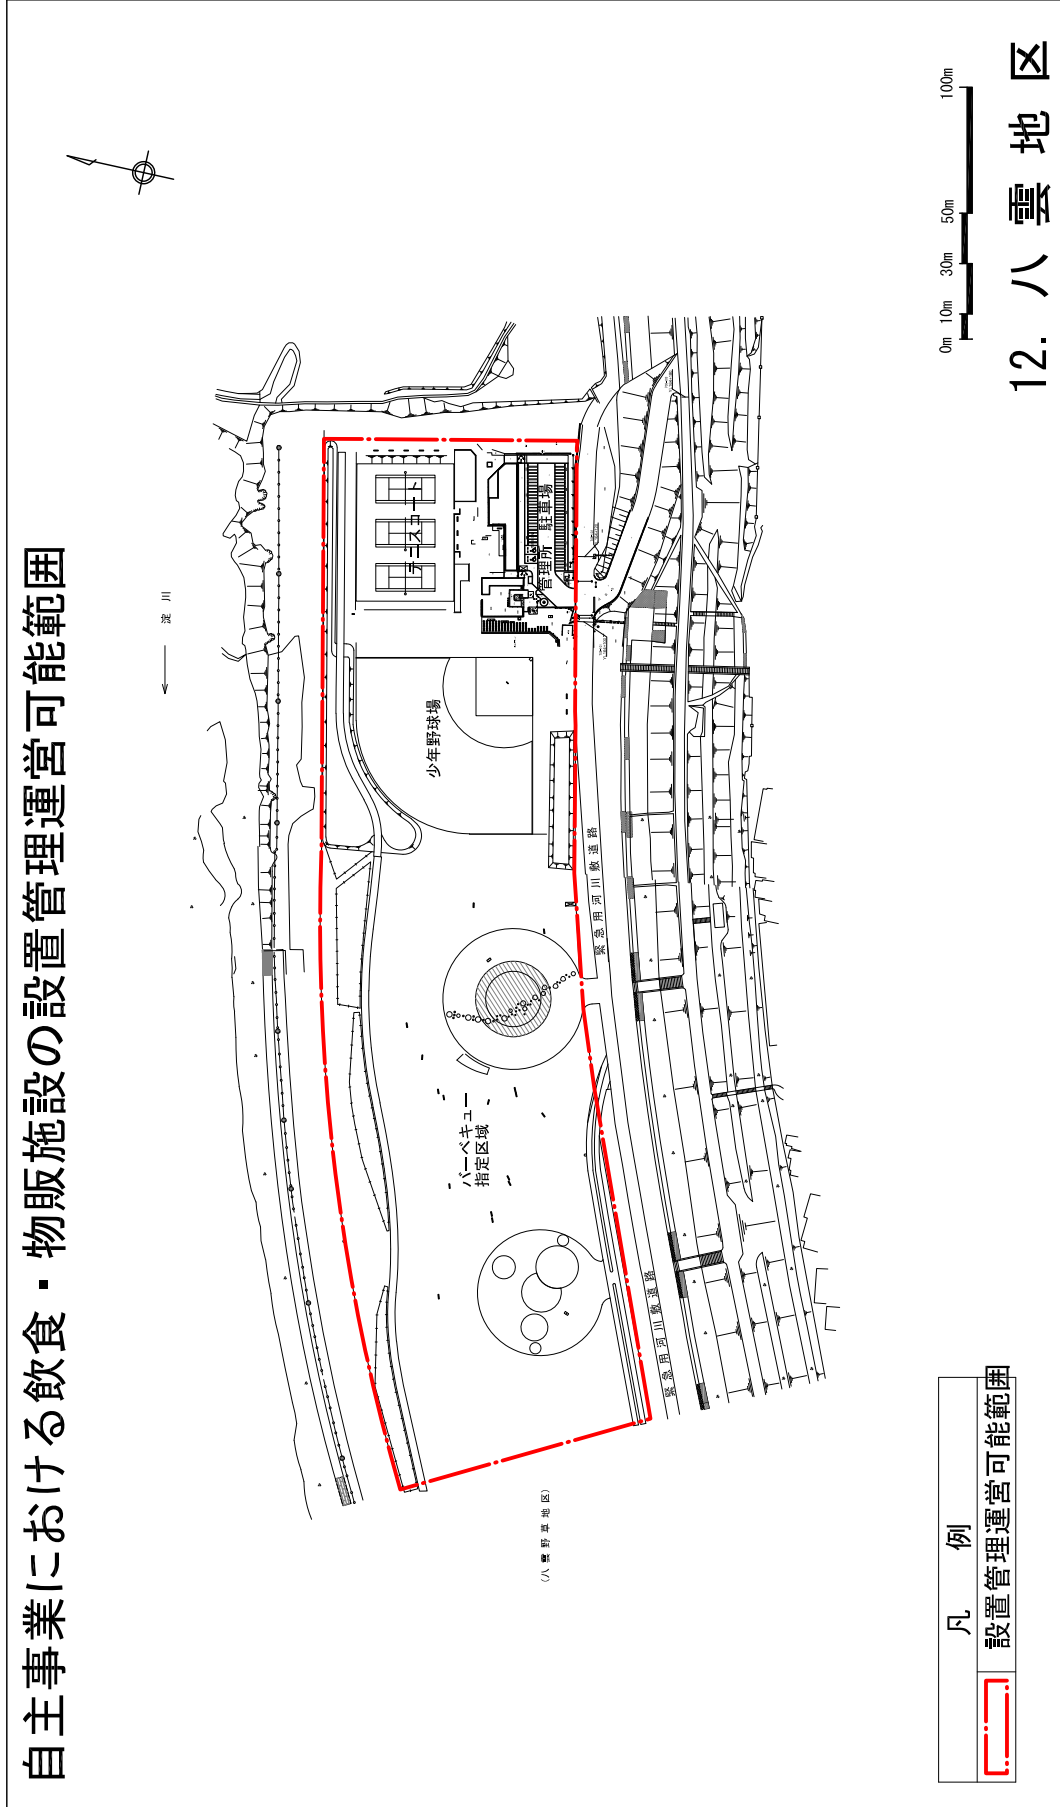 自主事業における飲食・物販施設の設置管理運営可能範囲
淀川
テニスコート
管理所
駐車場
少年野球場
緊急用河川敷道路
バーベキュー
指定区域
緊急用河川敷道路
(八雲野草地区)
0m 10m 30m 50m 100m
12. 八雲地区
凡例
設置管理運営可能範囲